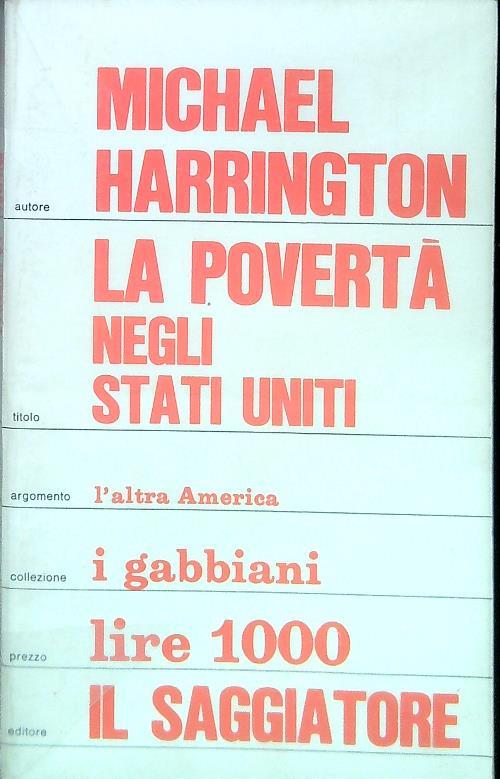 MICHAEL
HARRINGTON
autore
LA POVERTÀ
NEGLI
STATI UNITI
titolo
argomento l'altra America
collezione i gabbiani
prezzo lire 1000
editore IL SAGGIATORE